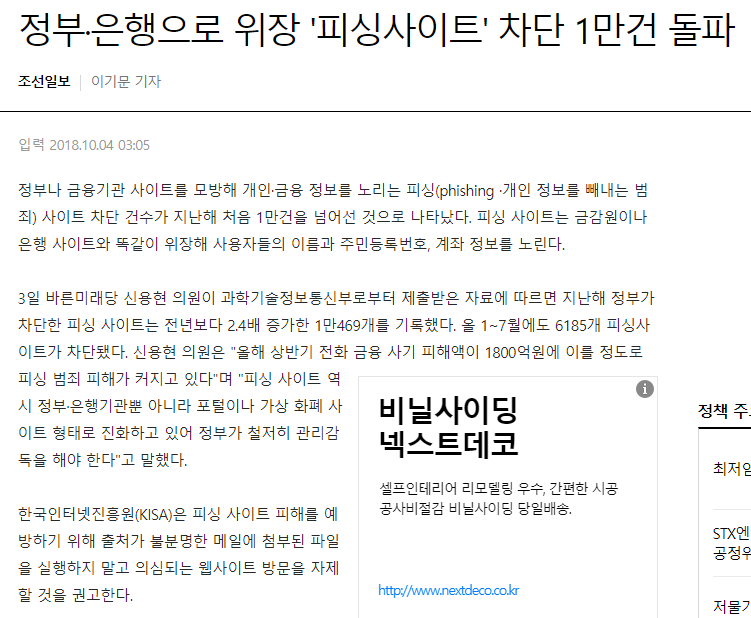 정부·은행으로 위장 '피싱사이트' 차단 1만건 돌파
조선일보 이기문 기자
입력 2018.10.04 03:05
정부나 금융기관 사이트를 모방해 개인·금융 정보를 노리는 피싱(phishing ·개인 정보를 빼내는 범
죄) 사이트 차단 건수가 지난해 처음 1만건을 넘어선 것으로 나타났다. 피싱 사이트는 금감원이나
은행 사이트와 똑같이 위장해 사용자들의 이름과 주민등록번호, 계좌 정보를 노린다.
3일 바른미래당 신용현 의원이 과학기술정보통신부로부터 제출받은 자료에 따르면 지난해 정부가
차단한 피싱 사이트는 전년보다 2.4배 증가한 1만469개를 기록했다. 올 1~7월에도 6185개 피싱사
이트가 차단됐다. 신용현 의원은 "올해 상반기 전화 금융 사기 피해액이 1800억원에 이를 정도로
피싱 범죄 피해가 커지고 있다"며 "피싱 사이트 역
시 정부·은행기관뿐 아니라 포털이나 가상 화폐 사
이트 형태로 진화하고 있어 정부가 철저히 관리감
독을 해야 한다"고 말했다.
한국인터넷진흥원(KISA)은 피싱 사이트 피해를 예
방하기 위해 출처가 불분명한 메일에 첨부된 파일
을 실행하지 말고 의심되는 웹사이트 방문을 자제
할 것을 권고한다.
비닐사이딩
넥스트데코
셀프인테리어 리모델링 우수, 간편한 시공
공사비절감 비닐사이딩 당일배송.
http://www.nextdeco.co.kr
정책 주
최저임
STX엔
공정위
저물가